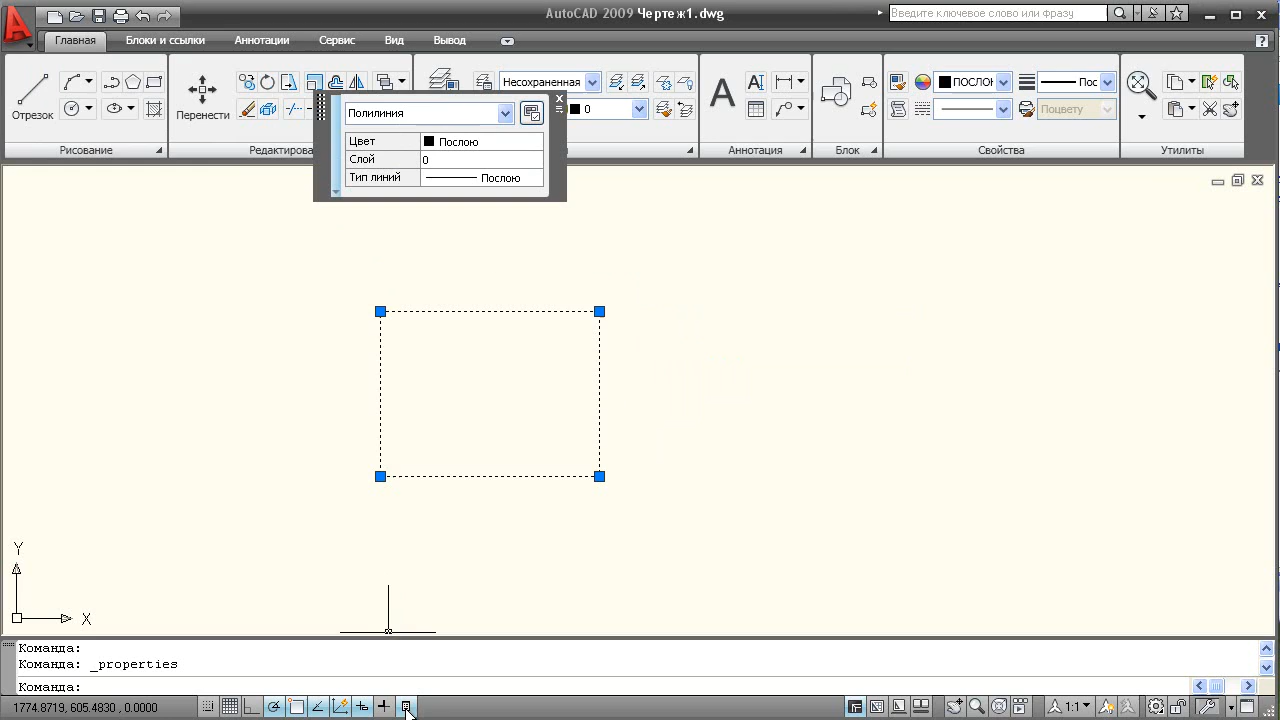 AutoCAD 2009 Чертеж1.dwg
Введите ключевое слово или фразу
Главная
Блоки и ссылки
Аннотации
Сервис
Вид
Вывод
Несохраненная
ПОСЛОЮ
Пос
Отрезок
Перенести
0
Поцвету
Полилиния
Цвет
Послою
Слой
0
Тип линий
Послою
Рисование
Редактирова
Аннотация
Блок
Свойства
Утилиты
Y
X
Команда:
Команда: _properties
Команда:
1774.8719, 605.4830, 0.0000
1:1